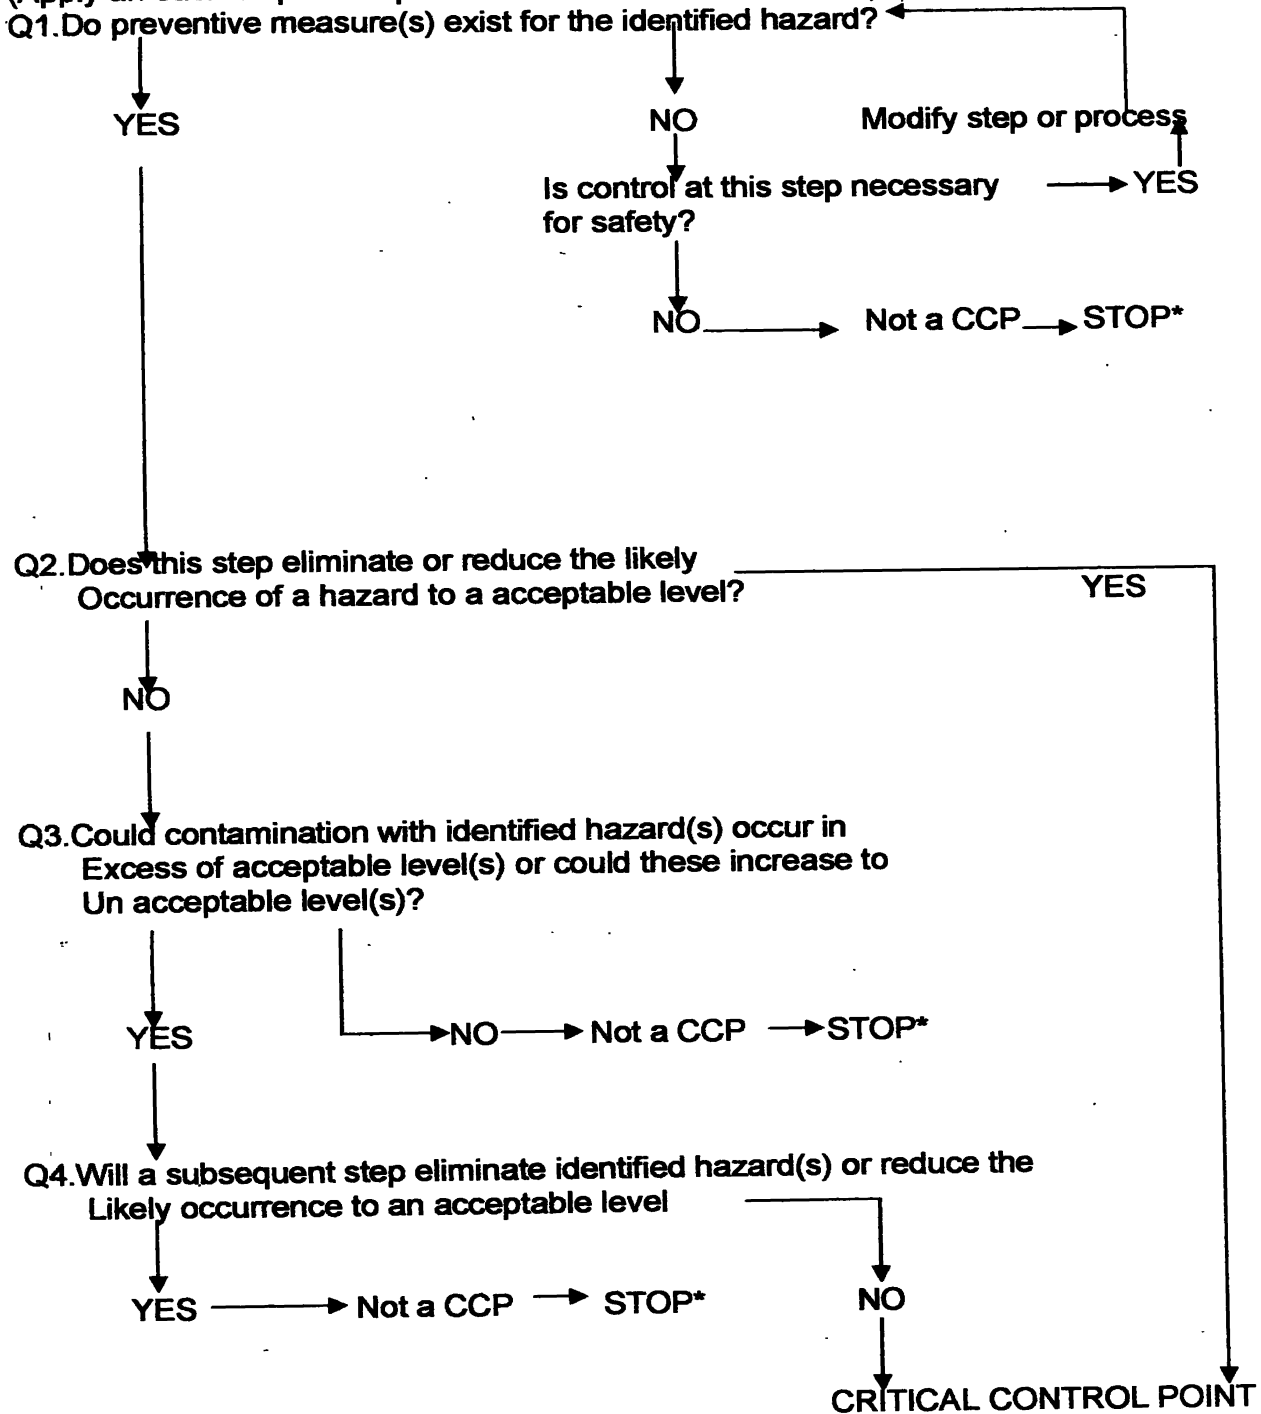 Q1.Do preventive measure(s) exist for the identified hazard?
YES
NO
Modify step or process
Is control at this step necessary
for safety?
YES
NO
Not a CCP
STOP*
Q2.Does this step eliminate or reduce the likely
Occurrence of a hazard to a acceptable level?
YES
NO
Q3.Could contamination with identified hazard(s) occur in
Excess of acceptable level(s) or could these increase to
Un acceptable level(s)?
YES
NO
Not a CCP
STOP*
Q4.Will a subsequent step eliminate identified hazard(s) or reduce the
Likely occurrence to an acceptable level
YES
Not a CCP
STOP*
NO
CRITICAL CONTROL POINT